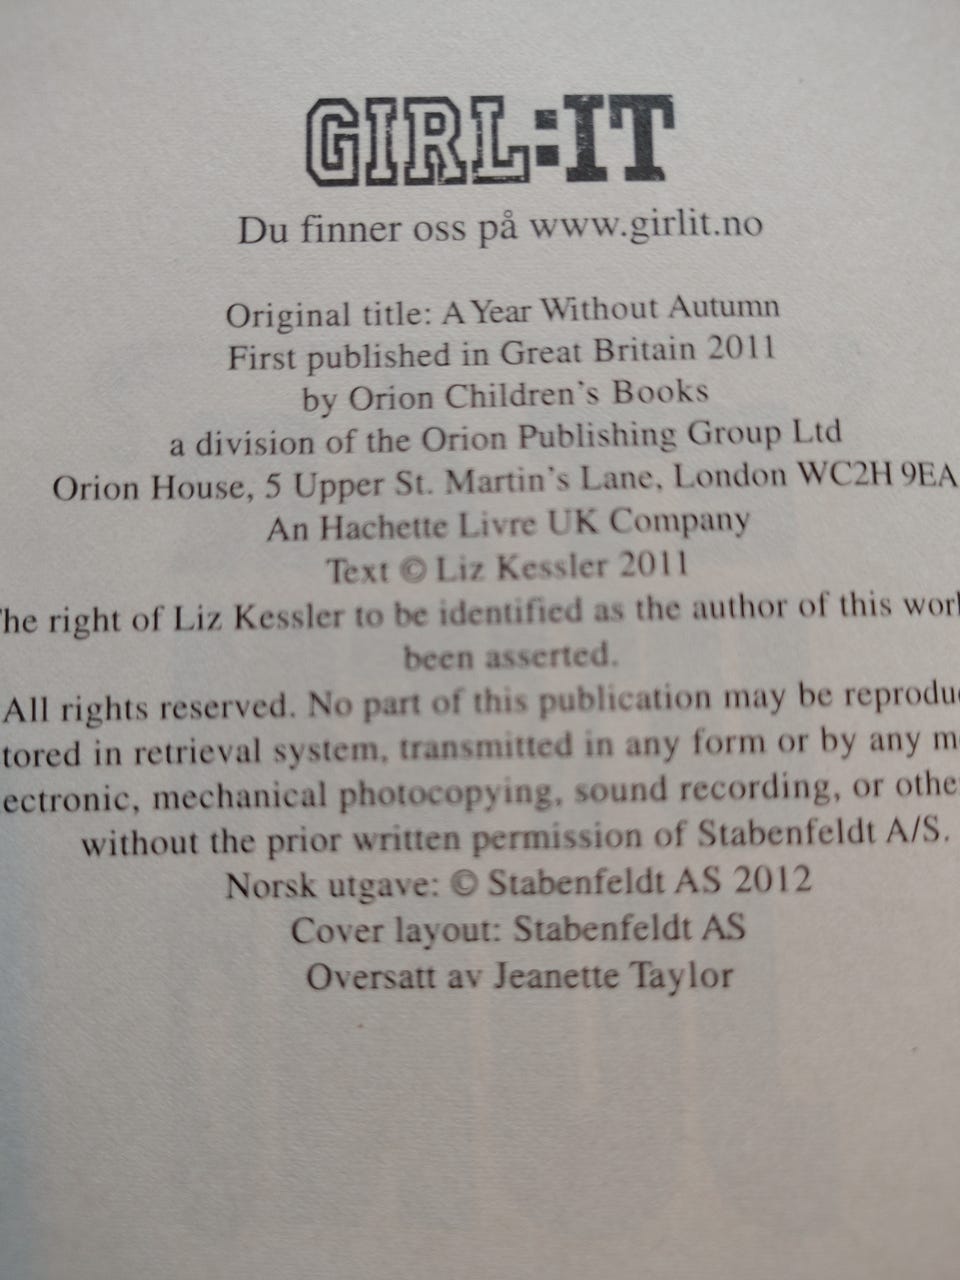 GIRL:IT
Du finner oss på www.girlit.no
Original title: A Year Without Autumn
First published in Great Britain 2011
by Orion Children's Books
a division of the Orion Publishing Group Ltd
Orion House, 5 Upper St. Martin's Lane, London WC2H 9EA
An Hachette Livre UK Company
Text © Liz Kessler 2011
he right of Liz Kessler to be identified as the author of this work
been asserted.
All rights reserved. No part of this publication may be reprodu
tored in retrieval system, transmitted in any form or by any m
ectronic, mechanical photocopying, sound recording, or othe
without the prior written permission of Stabenfeldt A/S.
Norsk utgave: © Stabenfeldt AS 2012
Cover layout: Stabenfeldt AS
Oversatt av Jeanette Taylor